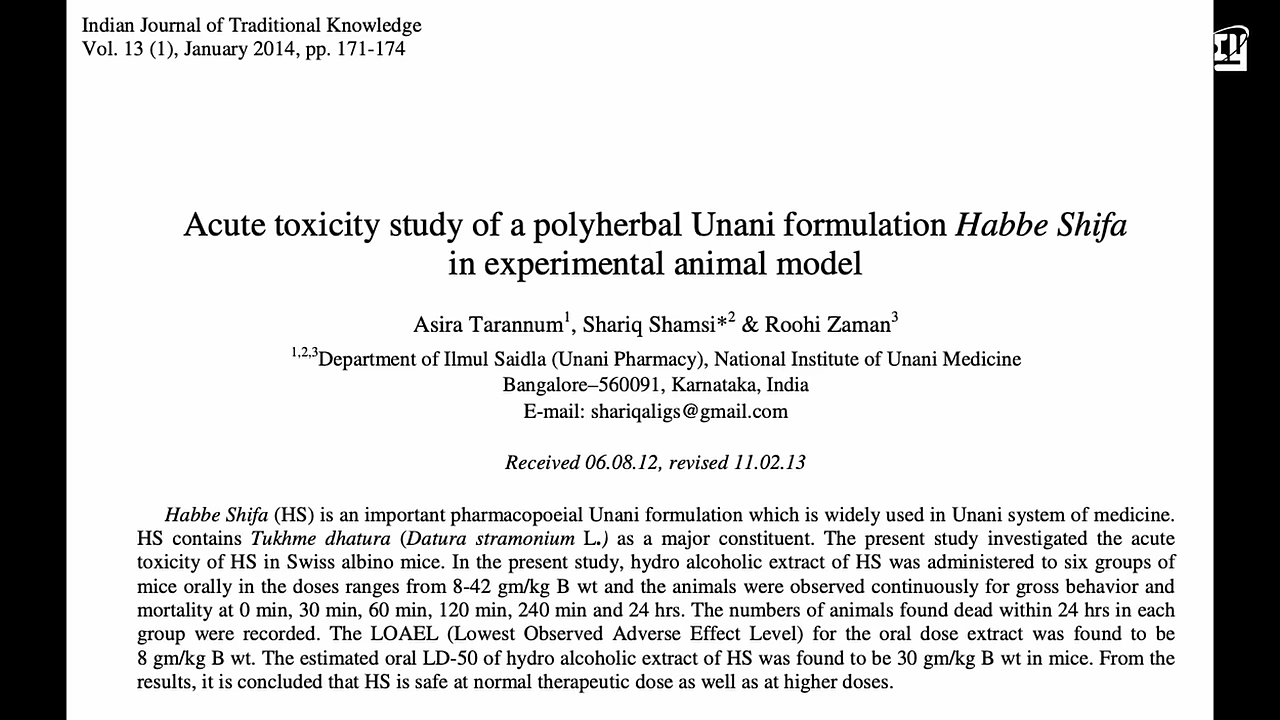 Indian Journal of Traditional Knowledge
Vol. 13 (1), January 2014, pp. 171-174
Acute toxicity study of a polyherbal Unani formulation Habbe Shifa
in experimental animal model
Asira Tarannum1, Shariq Shamsi*2 & Roohi Zaman3
1,2,3Department of Ilmul Saidla (Unani Pharmacy), National Institute of Unani Medicine
Bangalore–560091, Karnataka, India
E-mail: shariqaligs@gmail.com
Received 06.08.12, revised 11.02.13
Habbe Shifa (HS) is an important pharmacopoeial Unani formulation which is widely used in Unani system of medicine.
HS contains Tukhme dhatura (Datura stramonium L.) as a major constituent. The present study investigated the acute
toxicity of HS in Swiss albino mice. In the present study, hydro alcoholic extract of HS was administered to six groups of
mice orally in the doses ranges from 8-42 gm/kg B wt and the animals were observed continuously for gross behavior and
mortality at 0 min, 30 min, 60 min, 120 min, 240 min and 24 hrs. The numbers of animals found dead within 24 hrs in each
group were recorded. The LOAEL (Lowest Observed Adverse Effect Level) for the oral dose extract was found to be
8 gm/kg B wt. The estimated oral LD-50 of hydro alcoholic extract of HS was found to be 30 gm/kg B wt in mice. From the
results, it is concluded that HS is safe at normal therapeutic dose as well as at higher doses.